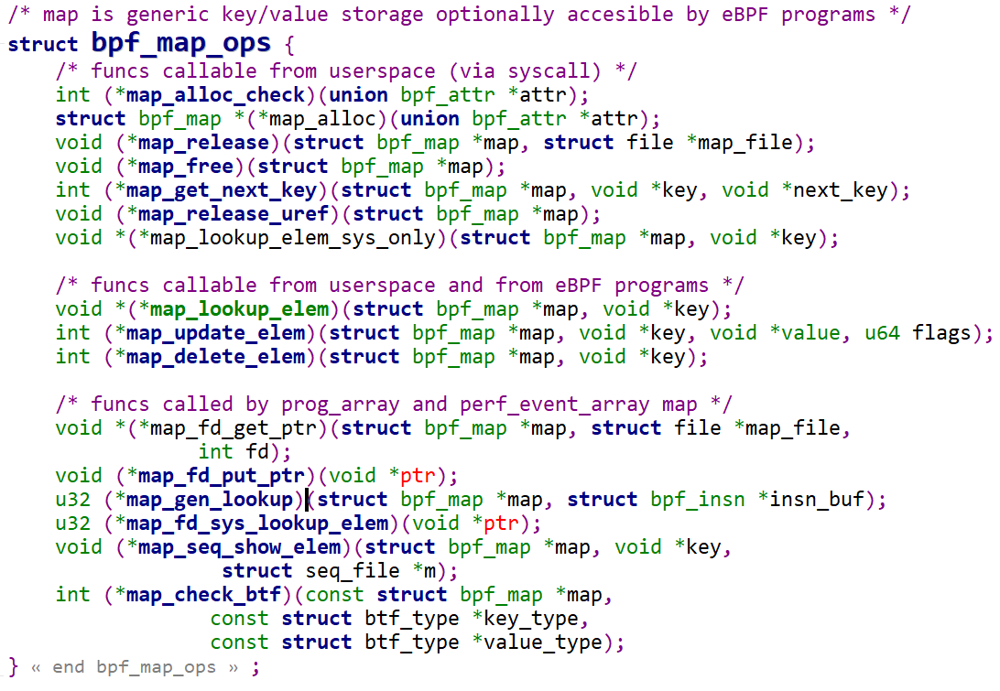 /* map is generic key/value storage optionally accesible by eBPF programs */
struct bpf_map_ops {
    /* funcs callable from userspace (via syscall) */
    int (*map_alloc_check)(union bpf_attr *attr);
    struct bpf_map *(*map_alloc)(union bpf_attr *attr);
    void (*map_release)(struct bpf_map *map, struct file *map_file);
    void (*map_free)(struct bpf_map *map);
    int (*map_get_next_key)(struct bpf_map *map, void *key, void *next_key);
    void (*map_release_uref)(struct bpf_map *map);
    void *(*map_lookup_elem_sys_only)(struct bpf_map *map, void *key);

    /* funcs callable from userspace and from eBPF programs */
    void *(*map_lookup_elem)(struct bpf_map *map, void *key);
    int (*map_update_elem)(struct bpf_map *map, void *key, void *value, u64 flags);
    int (*map_delete_elem)(struct bpf_map *map, void *key);

    /* funcs called by prog_array and perf_event_array map */
    void *(*map_fd_get_ptr)(struct bpf_map *map, struct file *map_file,
                int fd);
    void (*map_fd_put_ptr)(void *ptr);
    u32 (*map_gen_lookup)(struct bpf_map *map, struct bpf_insn *insn_buf);
    u32 (*map_fd_sys_lookup_elem)(void *ptr);
    void (*map_seq_show_elem)(struct bpf_map *map, void *key,
                  struct seq_file *m);
    int (*map_check_btf)(const struct bpf_map *map,
                 const struct btf_type *key_type,
                 const struct btf_type *value_type);
} « end bpf_map_ops » ;